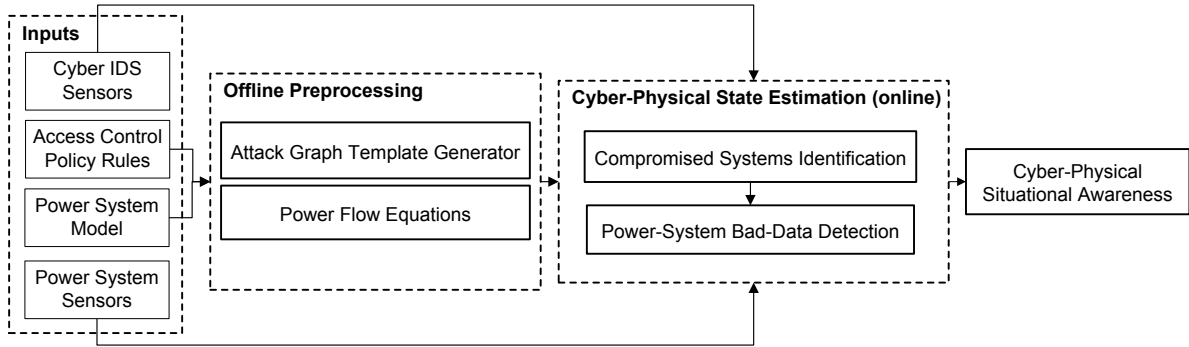 Inputs
Cyber IDS
Sensors
Access Control
Policy Rules
Power System
Model
Power System
Sensors
Offline Preprocessing
Attack Graph Template Generator
Power Flow Equations
Cyber-Physical State Estimation (online)
Compromised Systems Identification
Power-System Bad-Data Detection
Cyber-Physical
Situational Awareness